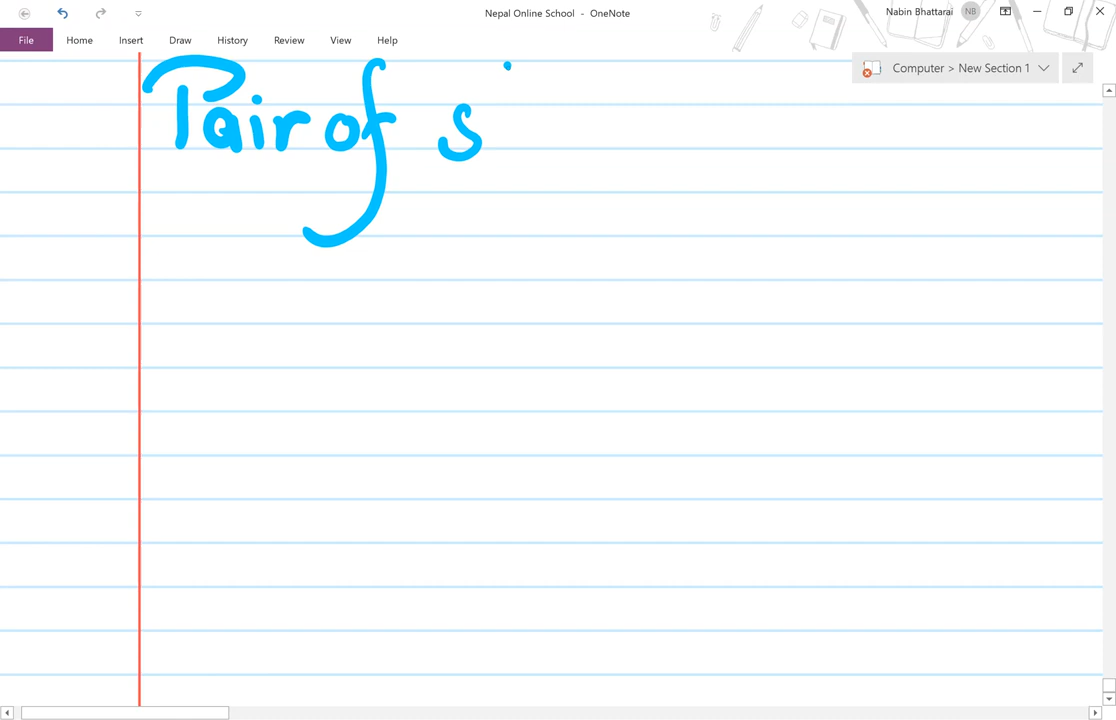 Nepal Online School - OneNote
Nabin Bhattarai NB
File Home Insert Draw History Review View Help
Computer > New Section 1
Pair of s